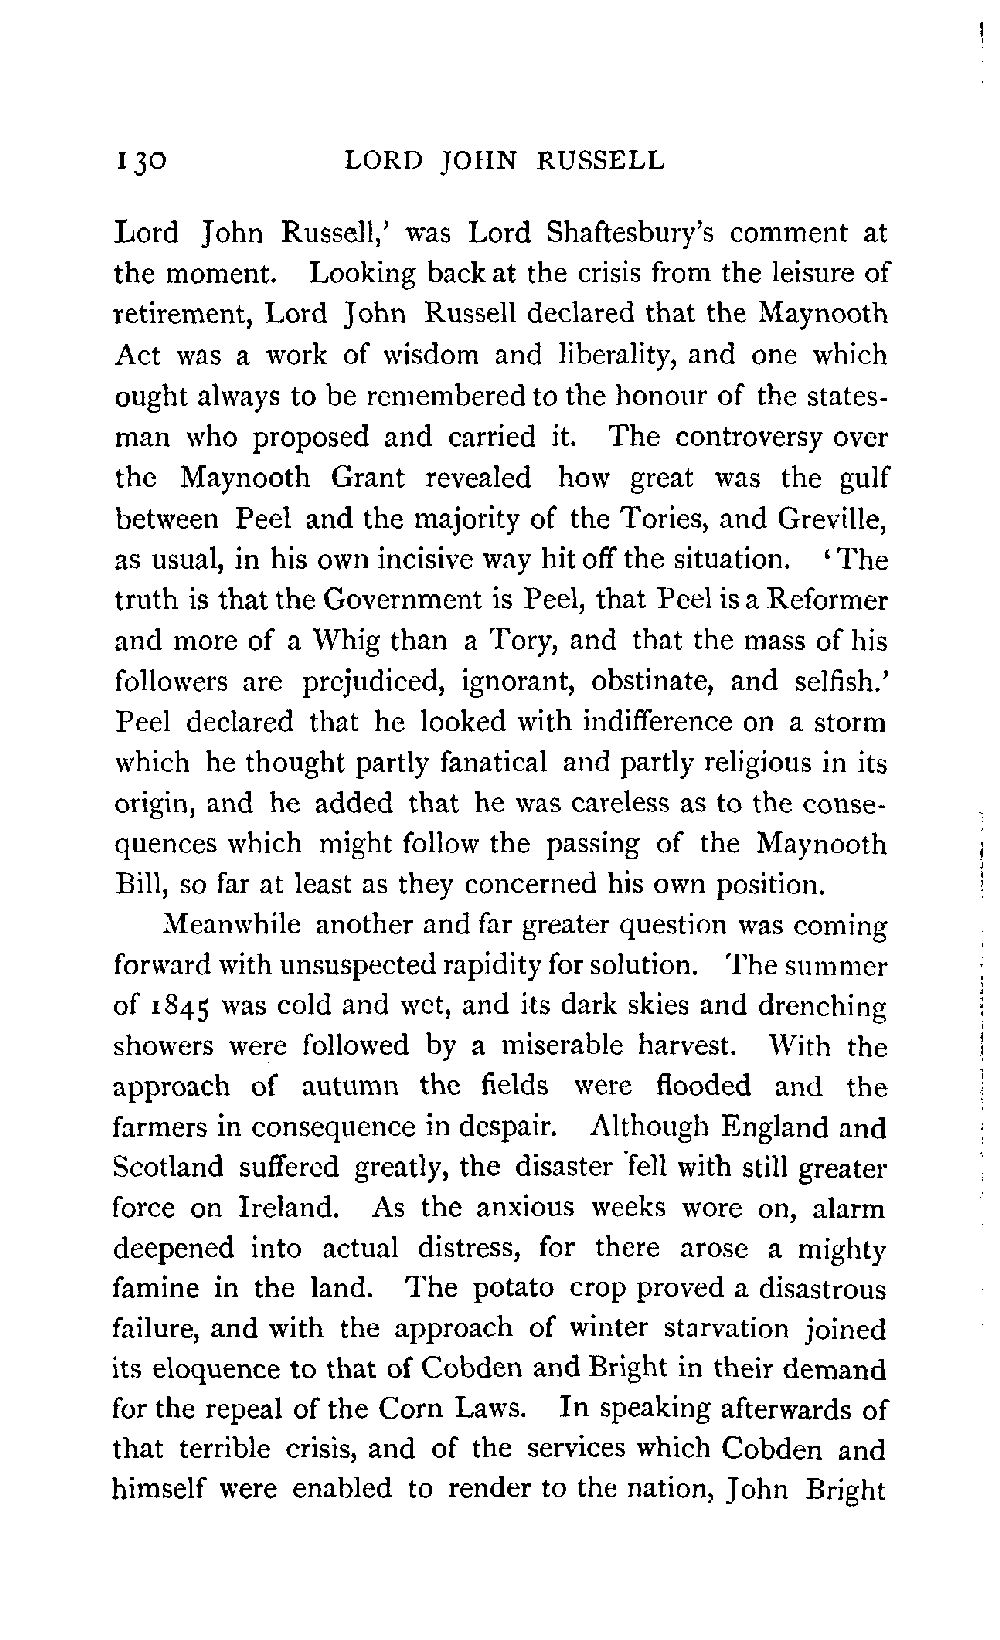 130 LORD JOHN RUSSELL
Lord John Russell,' was Lord Shaftesbury's comment at
the moment. Looking back at the crisis from the leisure of
retirement, Lord John Russell declared that the Maynooth
Act was a work of wisdom and liberality, and one which
ought always to be remembered to the honour of the states-
man who proposed and carried it. The controversy over
the Maynooth Grant revealed how great was the gulf
between Peel and the majority of the Tories, and Greville,
as usual, in his own incisive way hit off the situation. 'The
truth is that the Government is Peel, that Peel is a Reformer
and more of a Whig than a Tory, and that the mass of his
followers are prejudiced, ignorant, obstinate, and selfish.'
Peel declared that he looked with indifference on a storm
which he thought partly fanatical and partly religious in its
origin, and he added that he was careless as to the conse-
quences which might follow the passing of the Maynooth
Bill, so far at least as they concerned his own position.
Meanwhile another and far greater question was coming
forward with unsuspected rapidity for solution. The summer
of 1845 was cold and wet, and its dark skies and drenching
showers were followed by a miserable harvest. With the
approach of autumn the fields were flooded and the
farmers in consequence in despair. Although England and
Scotland suffered greatly, the disaster fell with still greater
force on Ireland. As the anxious weeks wore on, alarm
deepened into actual distress, for there arose a mighty
famine in the land. The potato crop proved a disastrous
failure, and with the approach of winter starvation joined
its eloquence to that of Cobden and Bright in their demand
for the repeal of the Corn Laws. In speaking afterwards of
that terrible crisis, and of the services which Cobden and
himself were enabled to render to the nation, John Bright